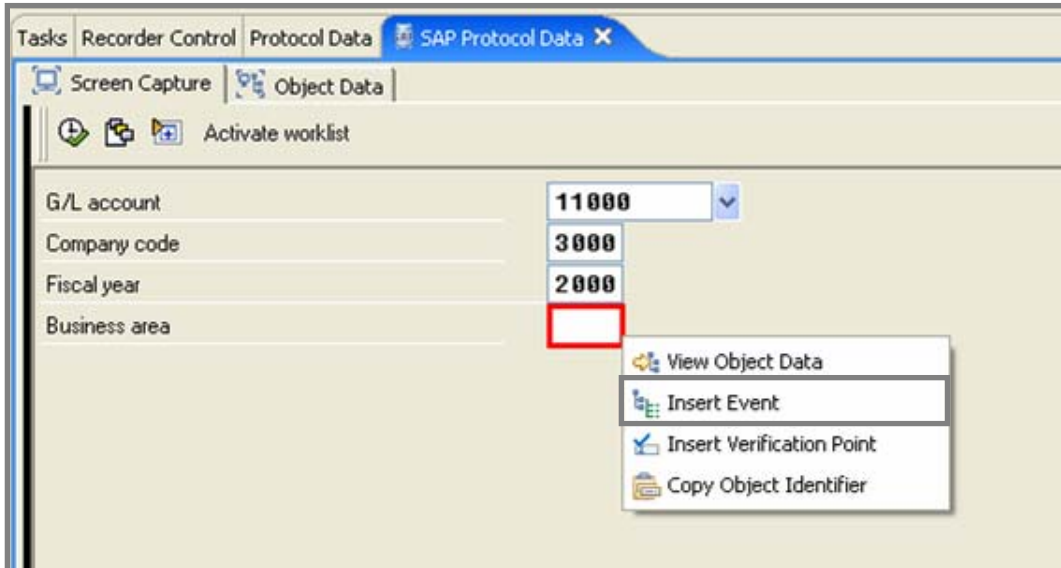 Tasks Recorder Control Protocol Data SAP Protocol Data
Screen Capture Object Data
Activate worklist
G/L account 11000
Company code 3000
Fiscal year 2000
Business area
View Object Data
Insert Event
Insert Verification Point
Copy Object Identifier